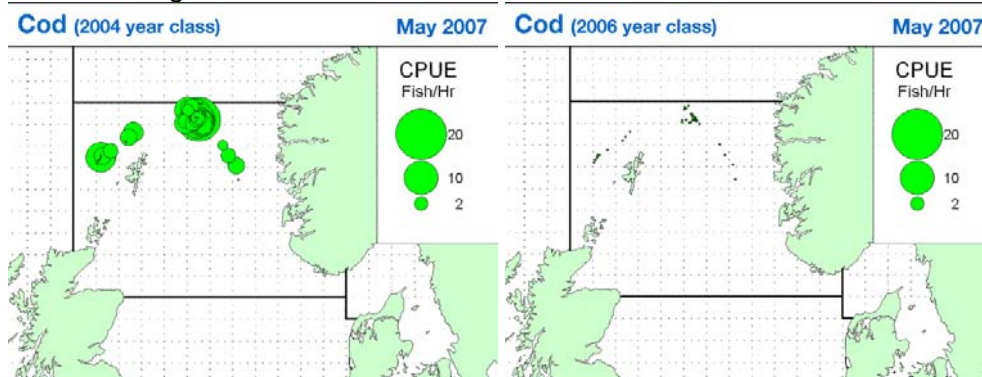 Cod (2004 year class) May 2007
CPUE
Fish/Hr
20
10
2
Cod (2006 year class) May 2007
CPUE
Fish/Hr
20
10
2